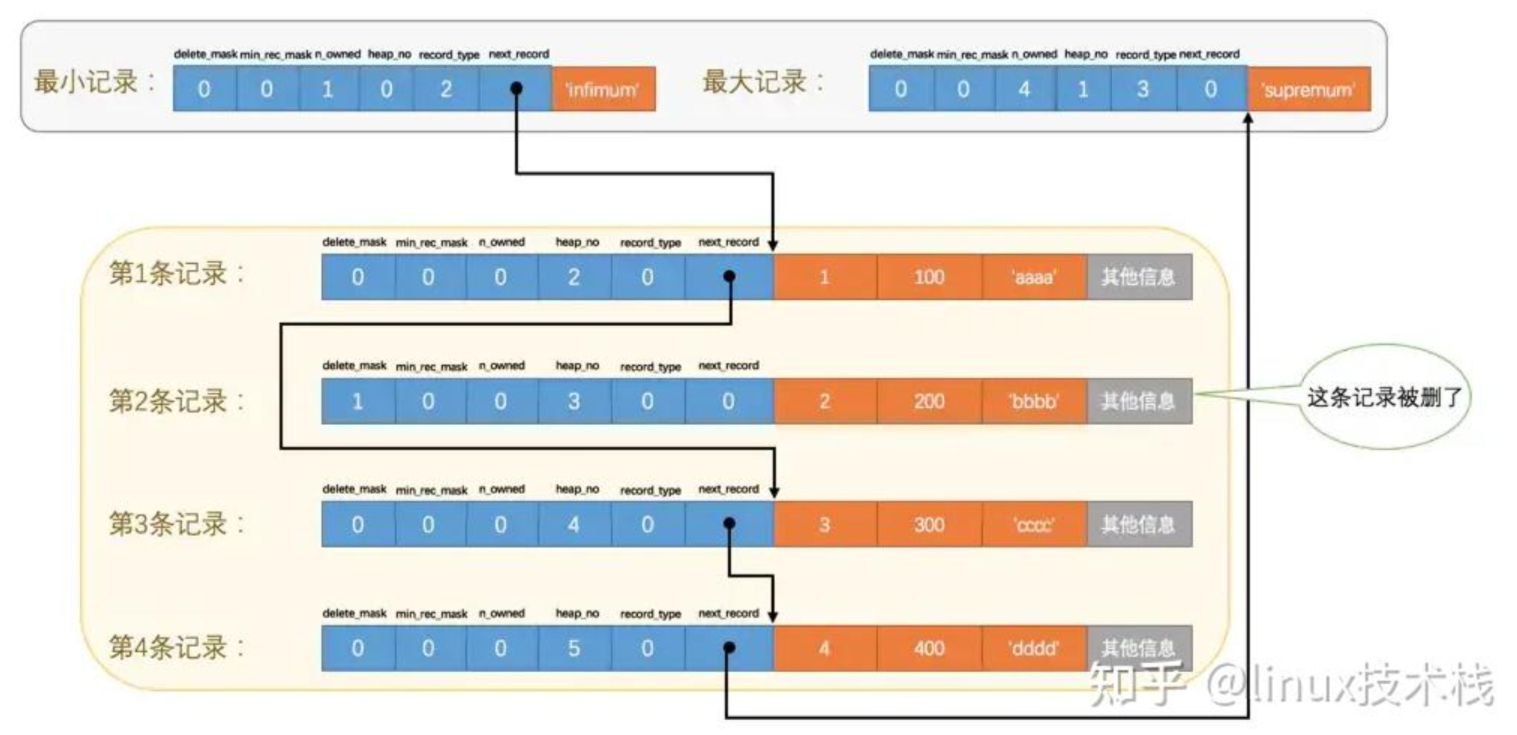 delete_mask min_rec_mask n_owned heap_no record_type next_record
最小记录： 0 0 1 0 2 'infimum'
delete_mask min_rec_mask n_owned heap_no record_type next_record
最大记录： 0 0 4 1 3 0 'supremum'
delete_mask min_rec_mask n_owned heap_no record_type next_record
第1条记录： 0 0 0 2 0 1 100 'aaaa' 其他信息
delete_mask min_rec_mask n_owned heap_no record_type next_record
第2条记录： 1 0 0 3 0 0 2 200 'bbbb' 其他信息
这条记录被删了
delete_mask min_rec_mask n_owned heap_no record_type next_record
第3条记录： 0 0 0 4 0 3 300 'cccc' 其他信息
delete_mask min_rec_mask n_owned heap_no record_type next_record
第4条记录： 0 0 0 5 0 4 400 'dddd' 其他信息
知乎 @linux技术栈